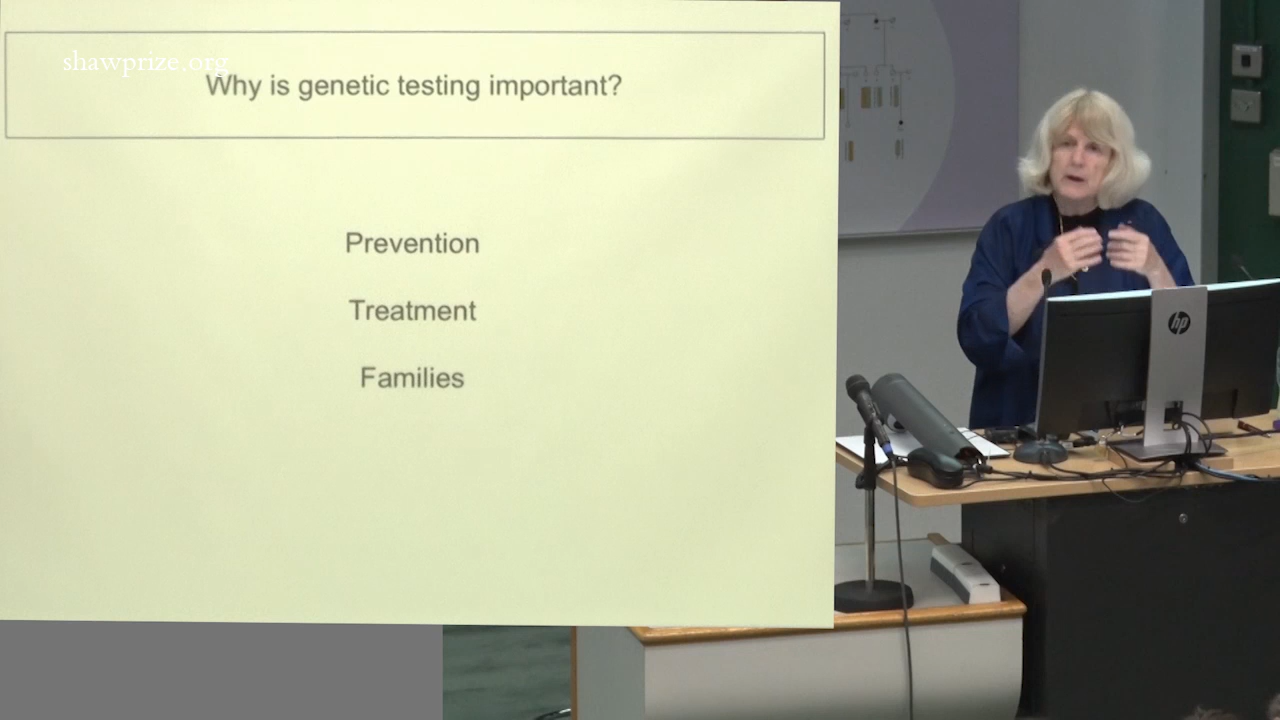 shawprize.org
Why is genetic testing important?
Prevention
Treatment
Families
hp